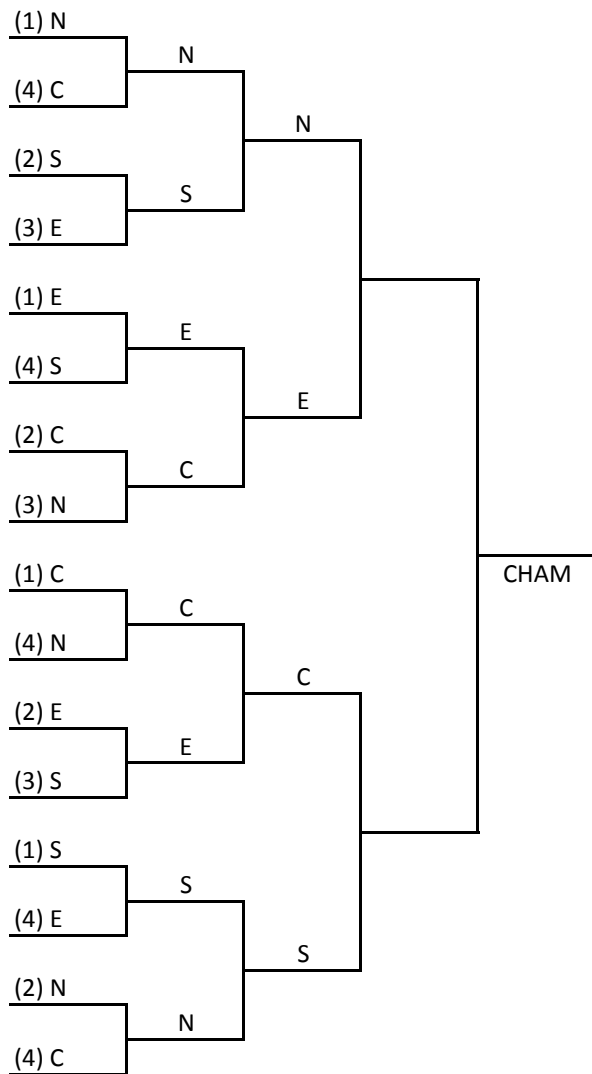 (1) N
N
(4) C
N
(2) S
S
(3) E
(1) E
E
(4) S
E
(2) C
C
(3) N
CHAM
(1) C
C
(4) N
C
(2) E
E
(3) S
(1) S
S
(4) E
S
(2) N
N
(4) C